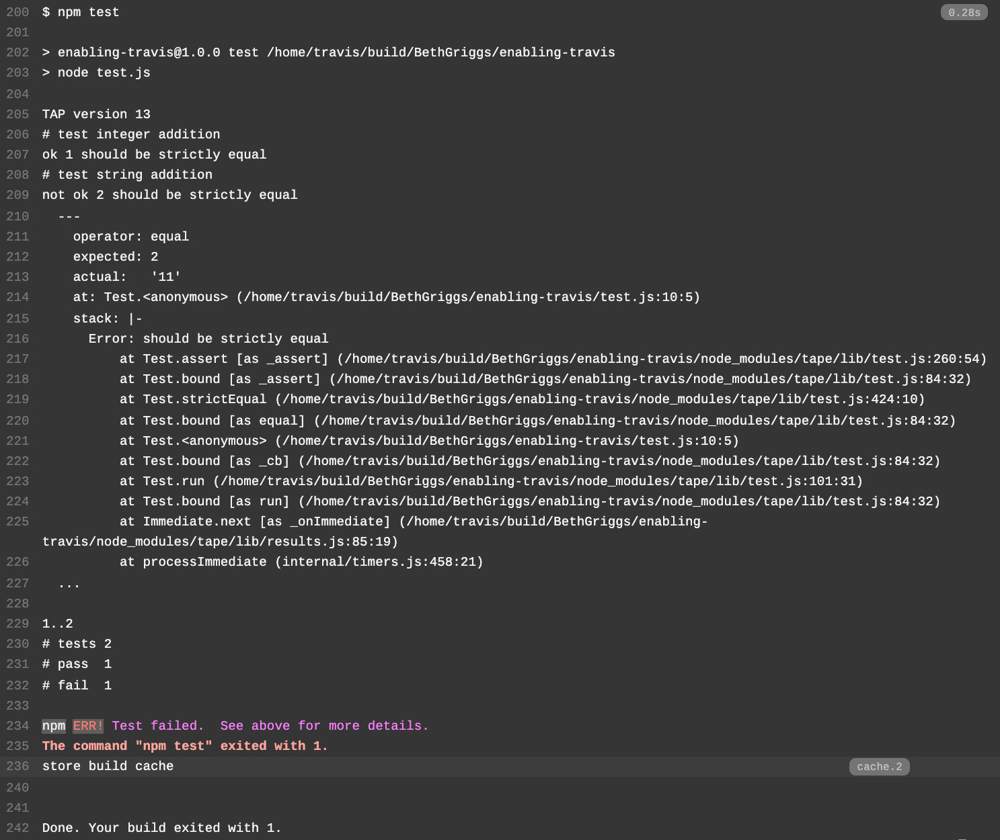 200 $ npm test 0.28s
201
202 > enabling-travis@1.0.0 test /home/travis/build/BethGriggs/enabling-travis
203 > node test.js
204
205 TAP version 13
206 # test integer addition
207 ok 1 should be strictly equal
208 # test string addition
209 not ok 2 should be strictly equal
210   ---
211     operator: equal
212     expected: 2
213     actual:   '11'
214     at: Test.<anonymous> (/home/travis/build/BethGriggs/enabling-travis/test.js:10:5)
215     stack: |-
216       Error: should be strictly equal
217           at Test.assert [as _assert] (/home/travis/build/BethGriggs/enabling-travis/node_modules/tape/lib/test.js:260:54)
218           at Test.bound [as _assert] (/home/travis/build/BethGriggs/enabling-travis/node_modules/tape/lib/test.js:84:32)
219           at Test.strictEqual (/home/travis/build/BethGriggs/enabling-travis/node_modules/tape/lib/test.js:424:10)
220           at Test.bound [as equal] (/home/travis/build/BethGriggs/enabling-travis/node_modules/tape/lib/test.js:84:32)
221           at Test.<anonymous> (/home/travis/build/BethGriggs/enabling-travis/test.js:10:5)
222           at Test.bound [as _cb] (/home/travis/build/BethGriggs/enabling-travis/node_modules/tape/lib/test.js:84:32)
223           at Test.run (/home/travis/build/BethGriggs/enabling-travis/node_modules/tape/lib/test.js:101:31)
224           at Test.bound [as run] (/home/travis/build/BethGriggs/enabling-travis/node_modules/tape/lib/test.js:84:32)
225           at Immediate.next [as _onImmediate] (/home/travis/build/BethGriggs/enabling-
travis/node_modules/tape/lib/results.js:85:19)
226           at processImmediate (internal/timers.js:458:21)
227   ...
228
229 1..2
230 # tests 2
231 # pass  1
232 # fail  1
233
234 npm ERR! Test failed.  See above for more details.
235 The command "npm test" exited with 1.
236 store build cache cache.2
240
241
242 Done. Your build exited with 1.